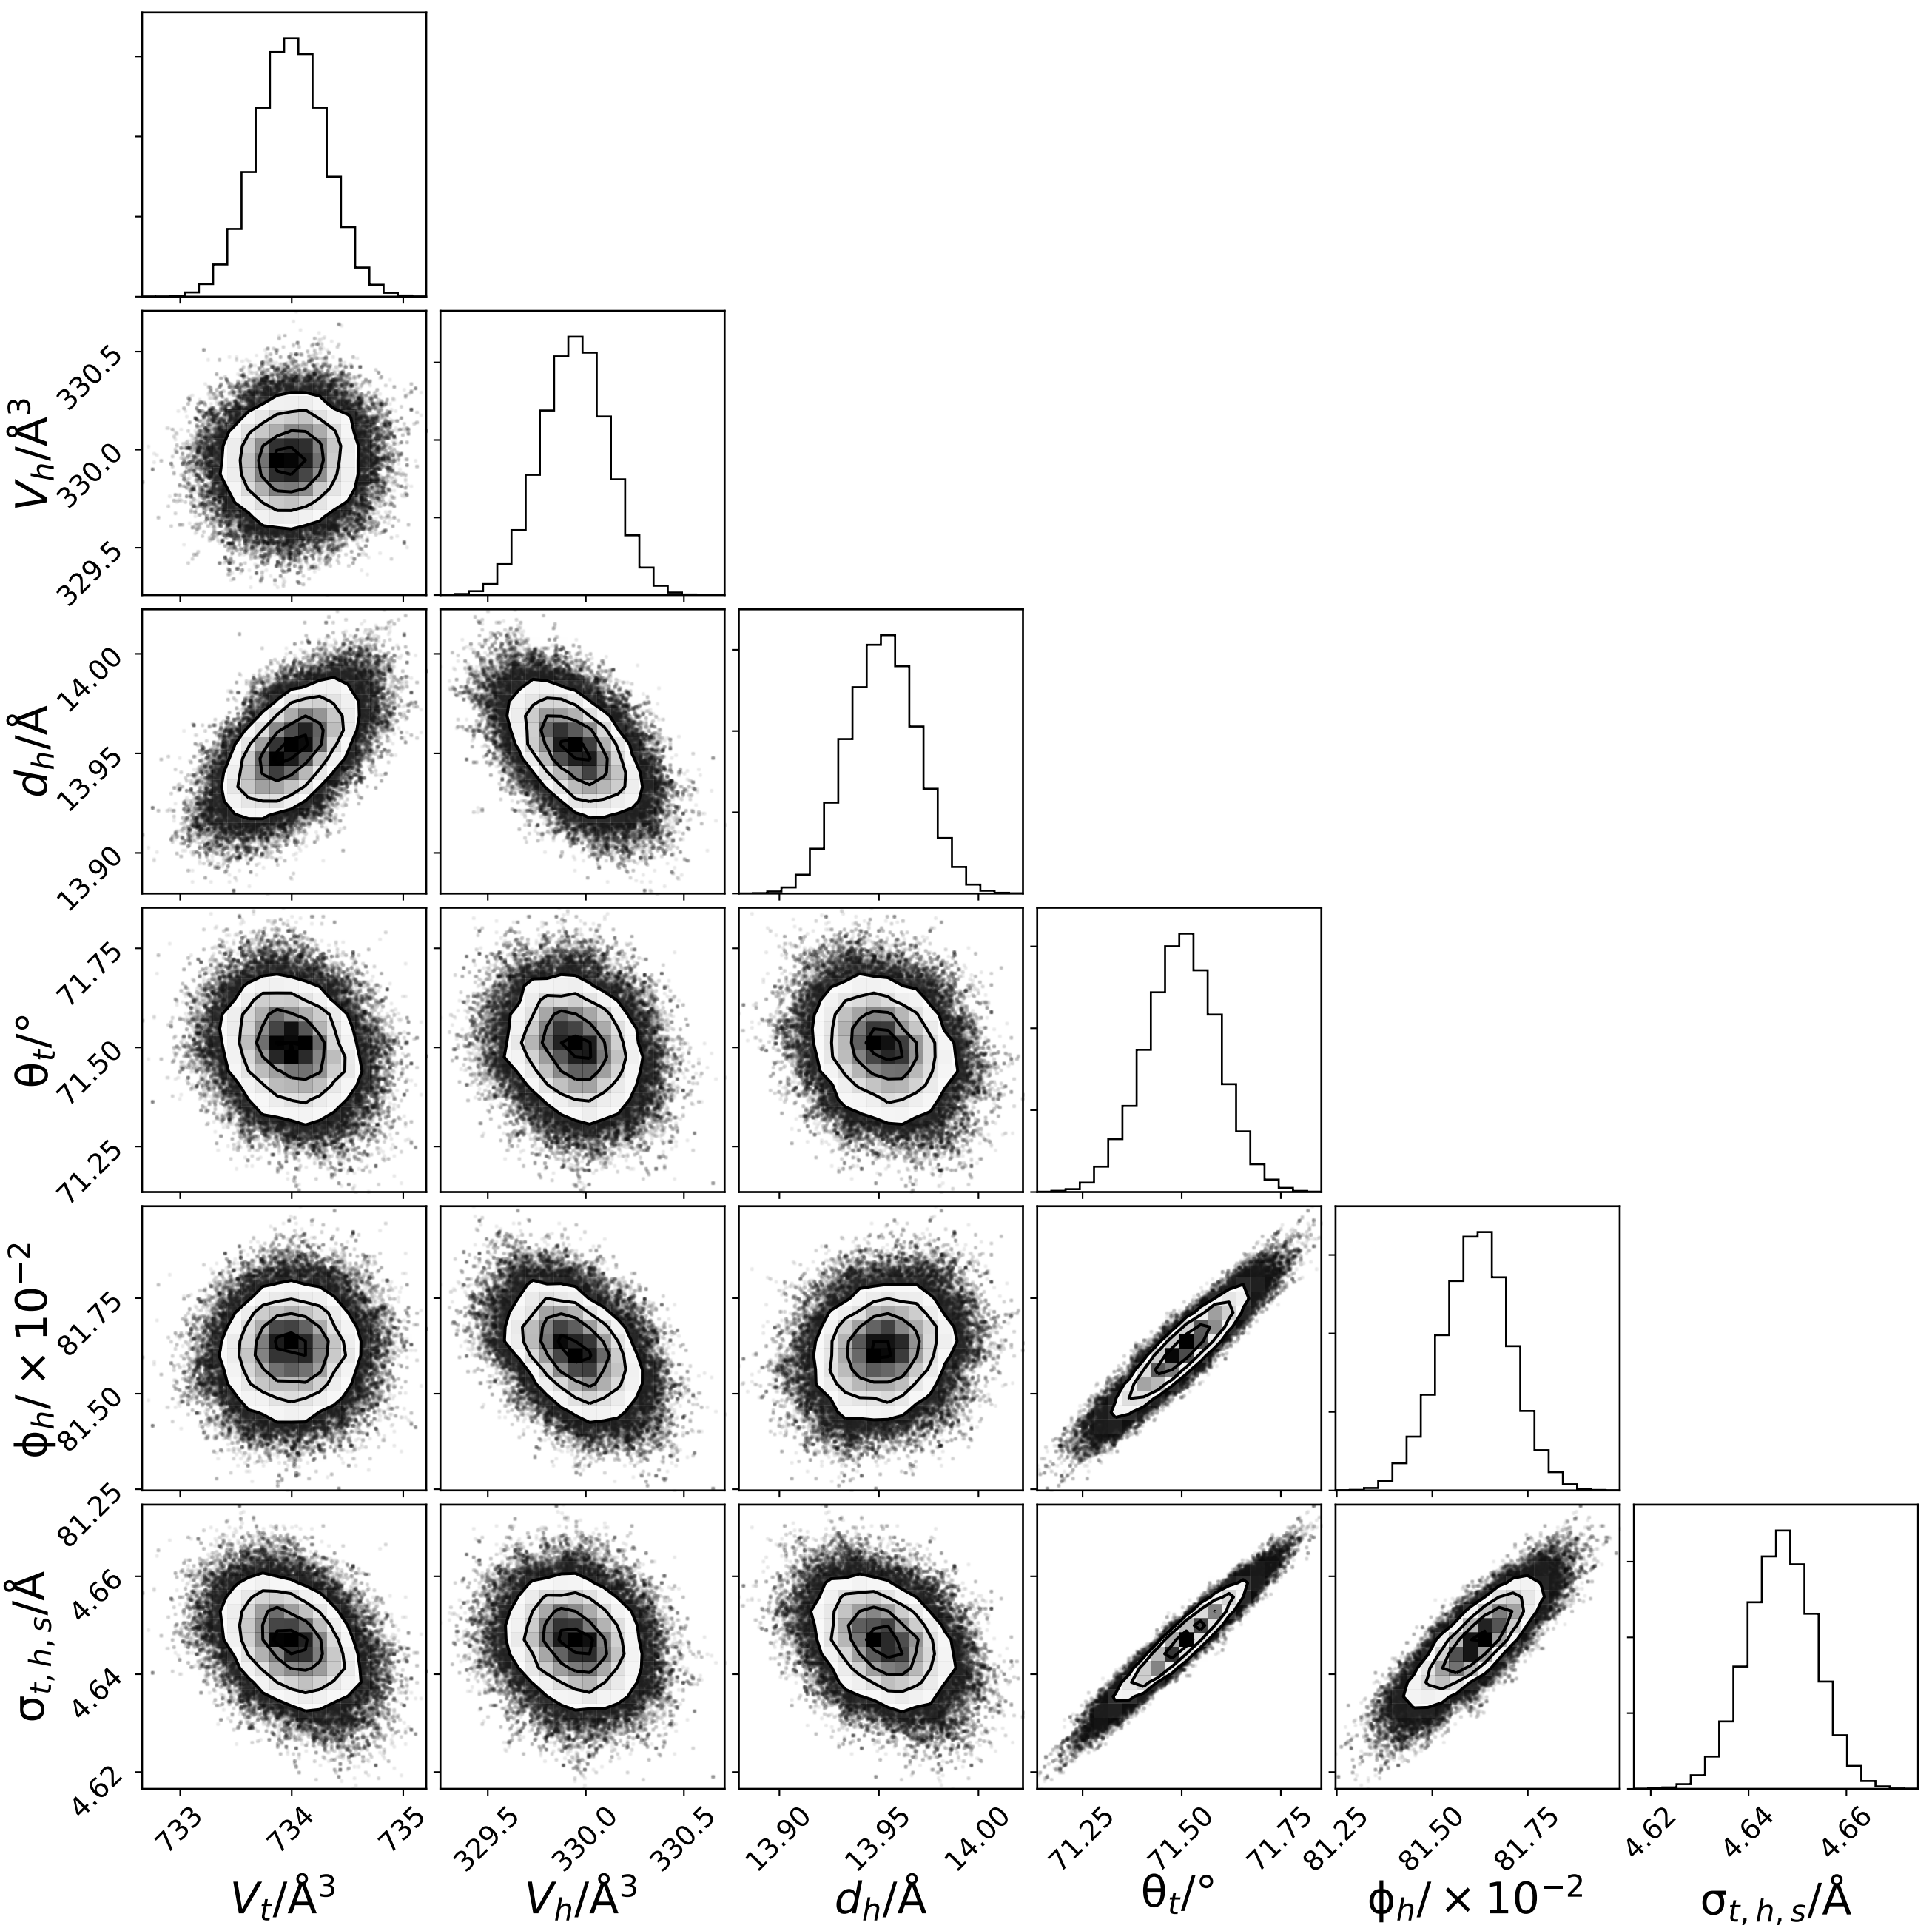 330.5
330.0
329.5
V_h/Å^3
14.00
13.95
13.90
d_h/Å
71.75
71.50
71.25
θ_t/°
81.75
81.50
81.25
ϕ_h/ × 10^−2
4.66
4.64
4.62
σ_t, h, s/Å
733 734 735
329.5 330.0 330.5
13.90 13.95 14.00
71.25 71.50 71.75
81.25 81.50 81.75
4.62 4.64 4.66
V_t/Å^3
V_h/Å^3
d_h/Å
θ_t/°
ϕ_h/ × 10^−2
σ_t, h, s/Å